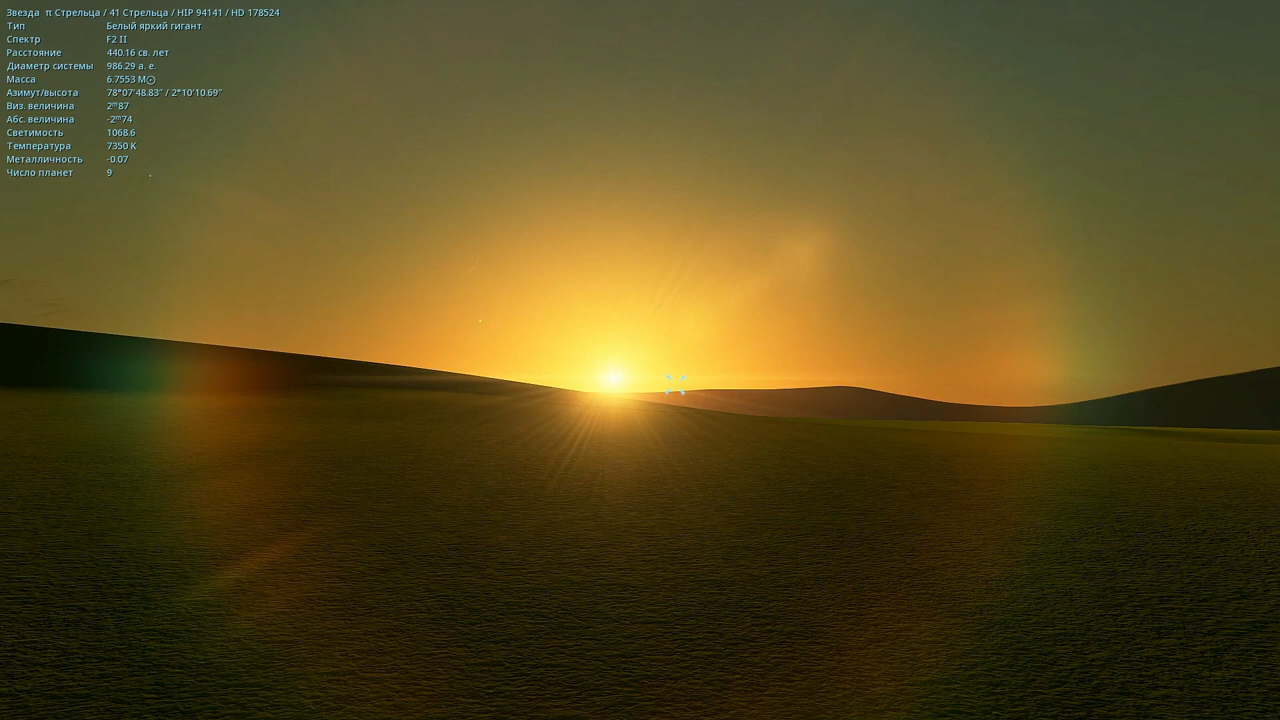 Звезда π Стрельца / 41 Стрельца / HIP 94141 / HD 178524
Тип Белый яркий гигант
Спектр F2 II
Расстояние 440.16 св. лет
Диаметр системы 986.29 а. е.
Масса 6.7553 M☉
Азимут/высота 78°07′48.83″ / 2°10′10.69″
Виз. величина 2ᵐ87
Абс. величина -2ᵐ74
Светимость 1068.6
Температура 7350 K
Металличность -0.07
Число планет 9